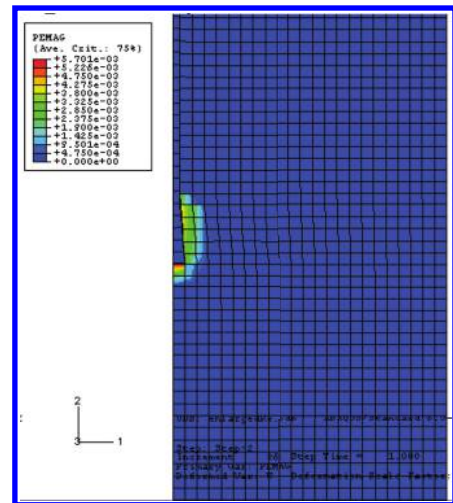 PEMAG
(Ave. Crit.: 75%)
+5.701e-03
+5.226e-03
+4.750e-03
+4.275e-03
+3.800e-03
+3.325e-03
+2.850e-03
+2.375e-03
+1.900e-03
+1.425e-03
+9.501e-04
+4.750e-04
+0.000e+00
2
3
1
Step: Step-2
Increment Step Time = 1.000
Primary Var: PEMAG
Deformed Var: Deformation Scale Factor